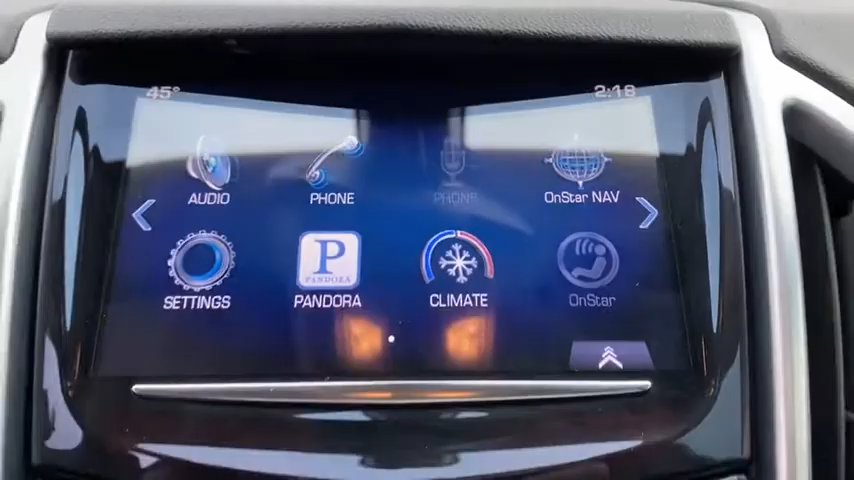 45° 2:18
AUDIO PHONE PHONE OnStar NAV
P
PANDORA
SETTINGS PANDORA CLIMATE OnStar